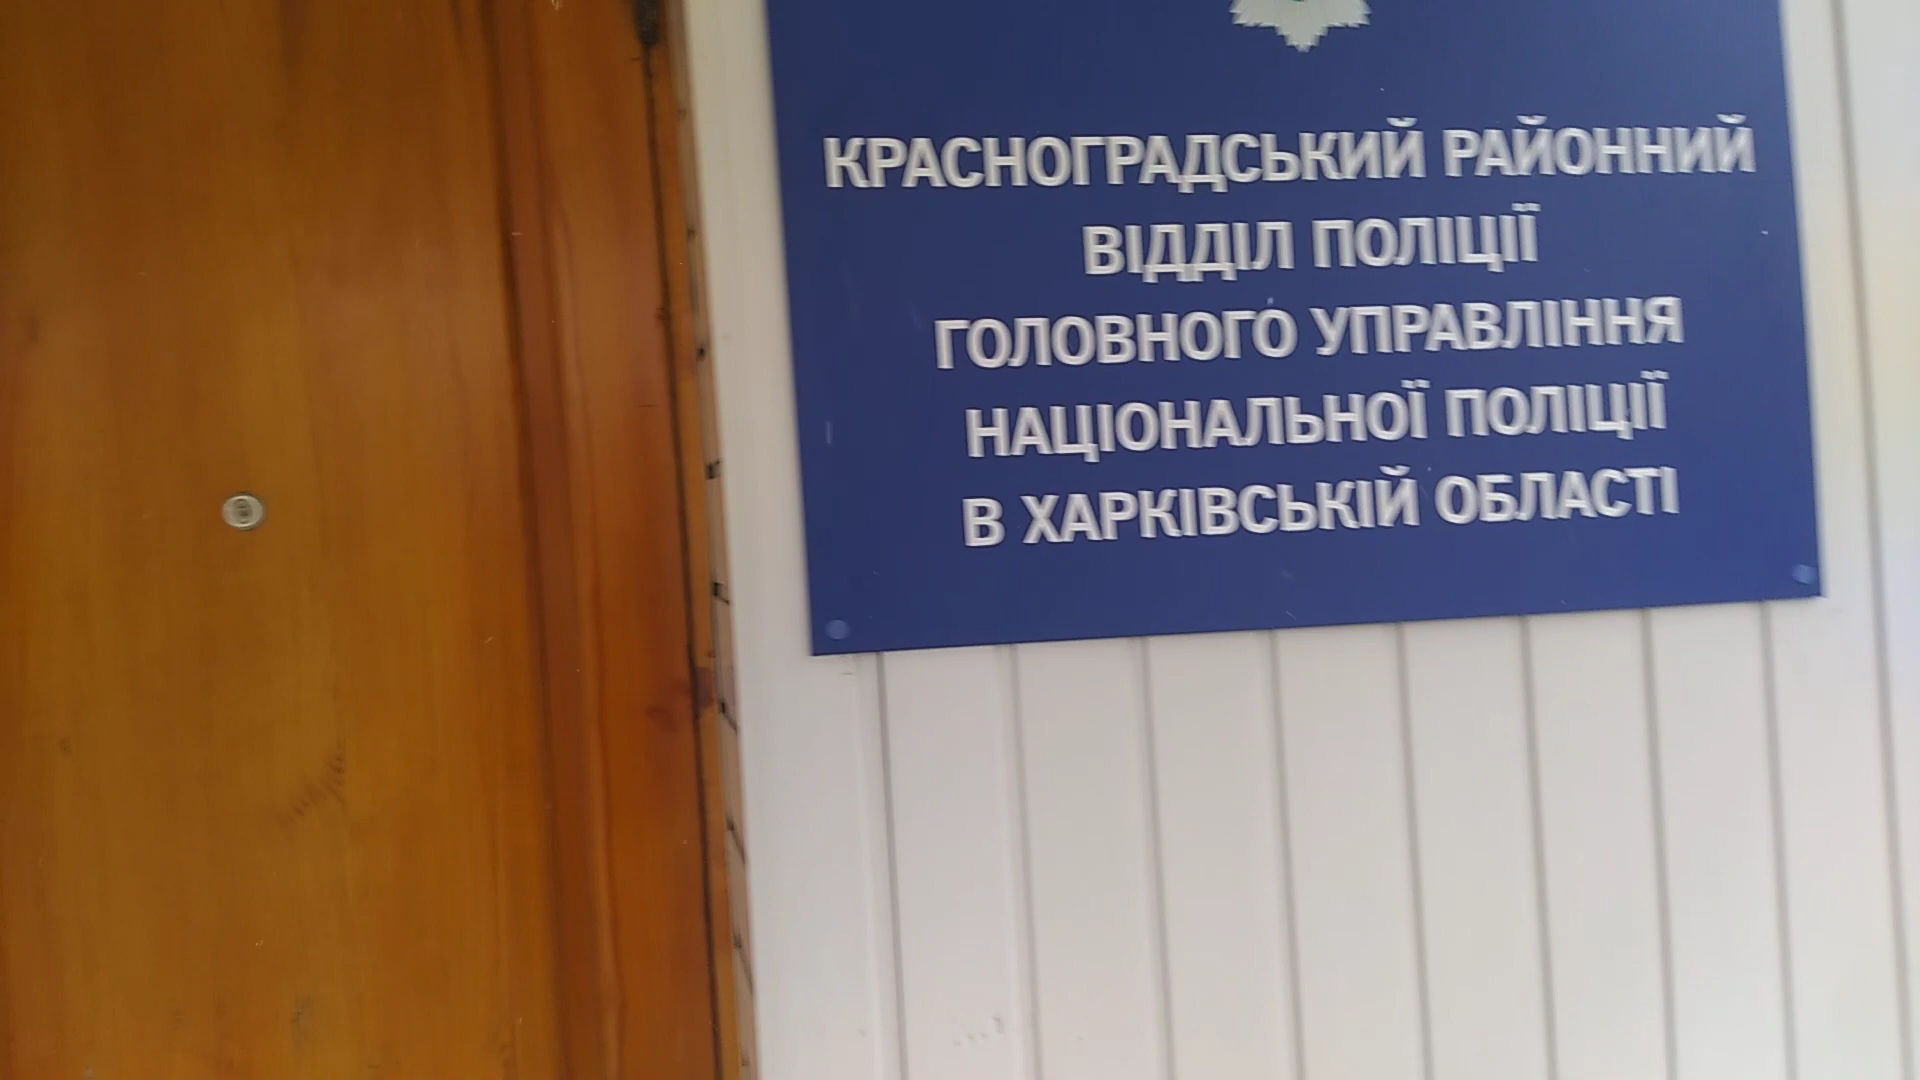 КРАСНОГРАДСЬКИЙ РАЙОННИЙ
ВІДДІЛ ПОЛІЦІЇ
ГОЛОВНОГО УПРАВЛІННЯ
НАЦІОНАЛЬНОЇ ПОЛІЦІЇ
В ХАРКІВСЬКІЙ ОБЛАСТІ